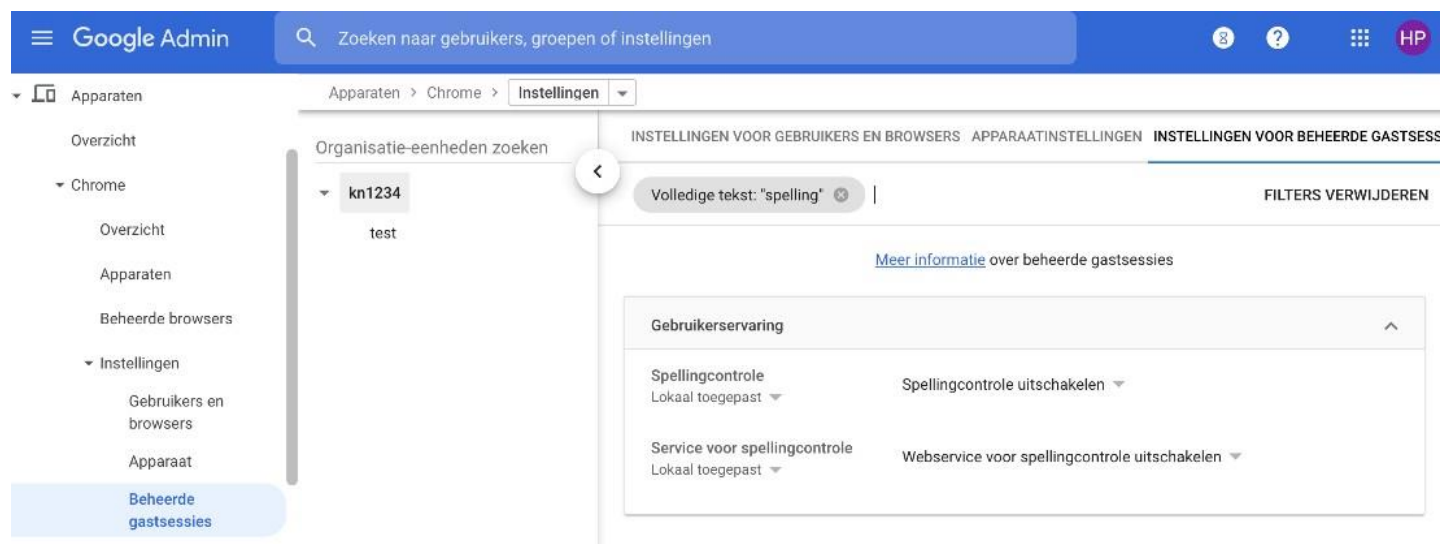 Google Admin
Zoeken naar gebruikers, groepen of instellingen
HP
Apparaten
Overzicht
Chrome
Overzicht
Apparaten
Beheerde browsers
Instellingen
Gebruikers en
browsers
Apparaat
Beheerde
gastsessies
Apparaten > Chrome > Instellingen
Organisatie-eenheden zoeken
kn1234
test
INSTELLINGEN VOOR GEBRUIKERS EN BROWSERS APPARAATINSTELLINGEN INSTELLINGEN VOOR BEHEERDE GASTSESS
Volledige tekst: "spelling"
FILTERS VERWIJDEREN
Meer informatie over beheerde gastsessies
Gebruikerservaring
Spellingcontrole
Lokaal toegepast
Spellingcontrole uitschakelen
Service voor spellingcontrole
Lokaal toegepast
Webservice voor spellingcontrole uitschakelen